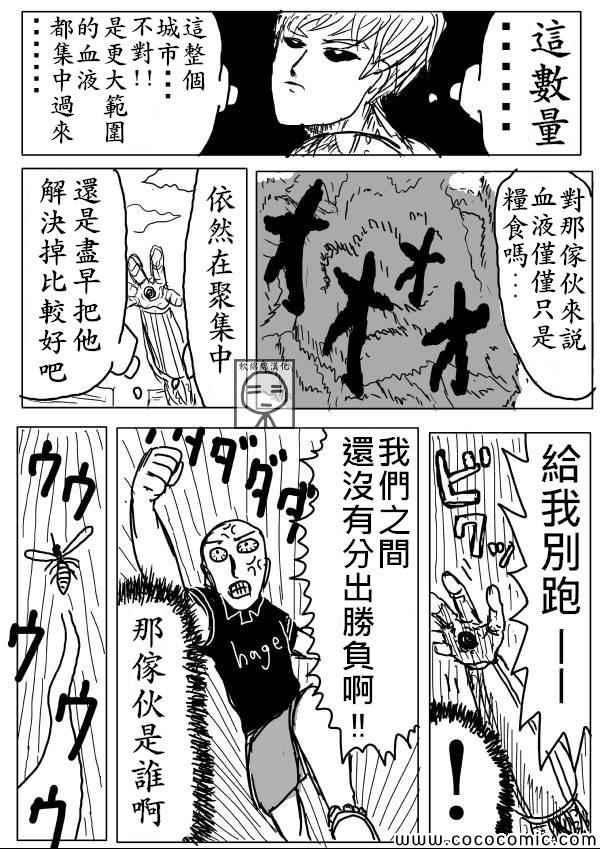 這數量‥‥‥
這整個
城市‥‥
不對!!
是更大範圍
的血液
都集中過來
‥‥‥
對那傢伙來說
血液僅僅只是
糧食嗎‥
オオオオ
依然在聚集中
還是盡早把他
解決掉比較好吧
給我別跑——
ビクッ
!
我們之間
還沒有分出勝負啊!!
ダダダダダ
hage
那傢伙是誰啊
ウウ
ウウウ
www.cococomic.com